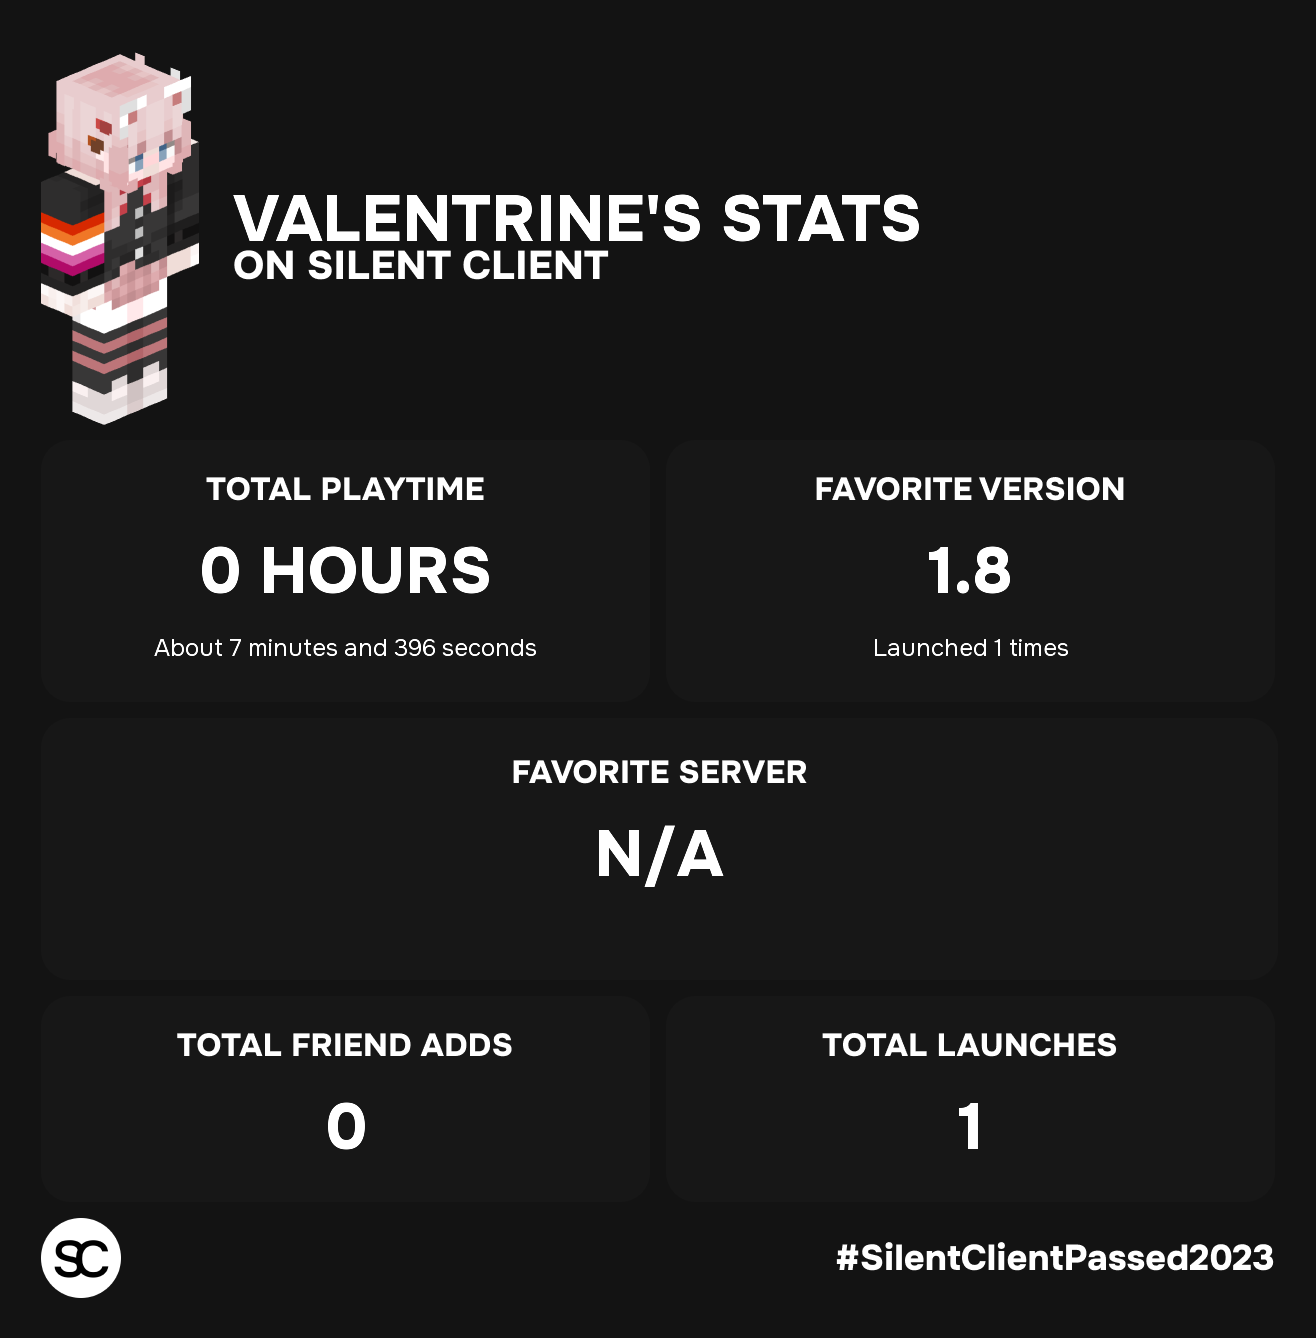 VALENTRINE'S STATS
ON SILENT CLIENT
TOTAL PLAYTIME
0 HOURS
About 7 minutes and 396 seconds
FAVORITE VERSION
1.8
Launched 1 times
FAVORITE SERVER
N/A
TOTAL FRIEND ADDS
0
TOTAL LAUNCHES
1
SC
#SilentClientPassed2023